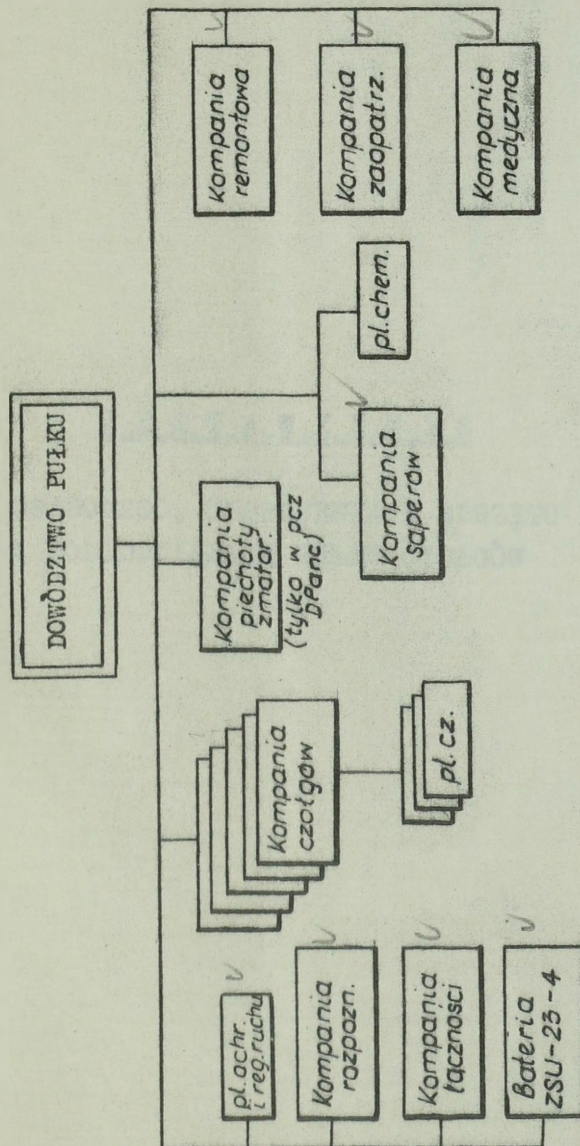 DOWÓDZTWO PUŁKU
pl.ochr.
i reg.ruchu
Kompania
rozpozn.
Kompania
łączności
Bateria
ZSU-23-4
Kompania
czołgów
pl.cz.
Kompania
piechoty
zmotor.
(tylko w pcz
DPanc)
Kompania
saperów
pl.chem.
Kompania
remontowa
Kompania
zaopatrz.
Kompania
medyczna